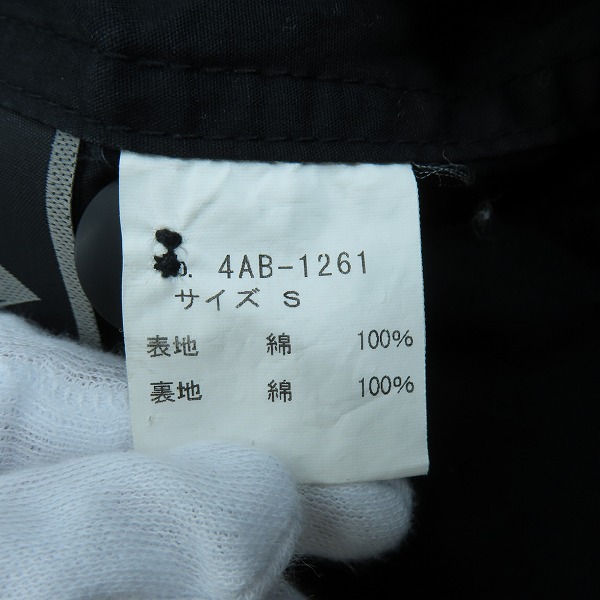 4AB-1261
サイズ S
表地 綿 100%
裏地 綿 100%